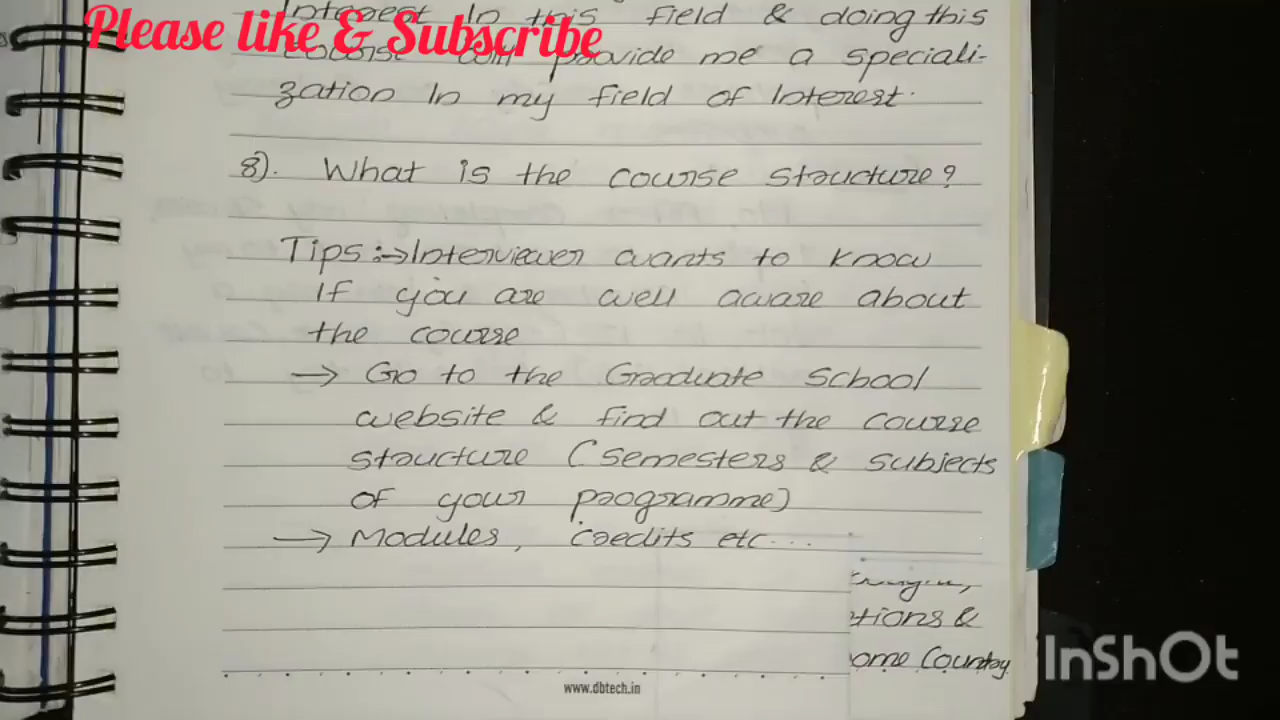 Interest In this field & doing this
Please like & Subscribe
course will provide me a speciali-
zation In my field of Interest.
8). What is the course structure?
Tips :→ Interviewer wants to know
If you are well aware about
the course
→ Go to the Graduate School
website & find out the course
structure (semesters & subjects
of your programme)
→ Modules, credits etc...
tions &
ome Country
www.dbtech.in
InShOt